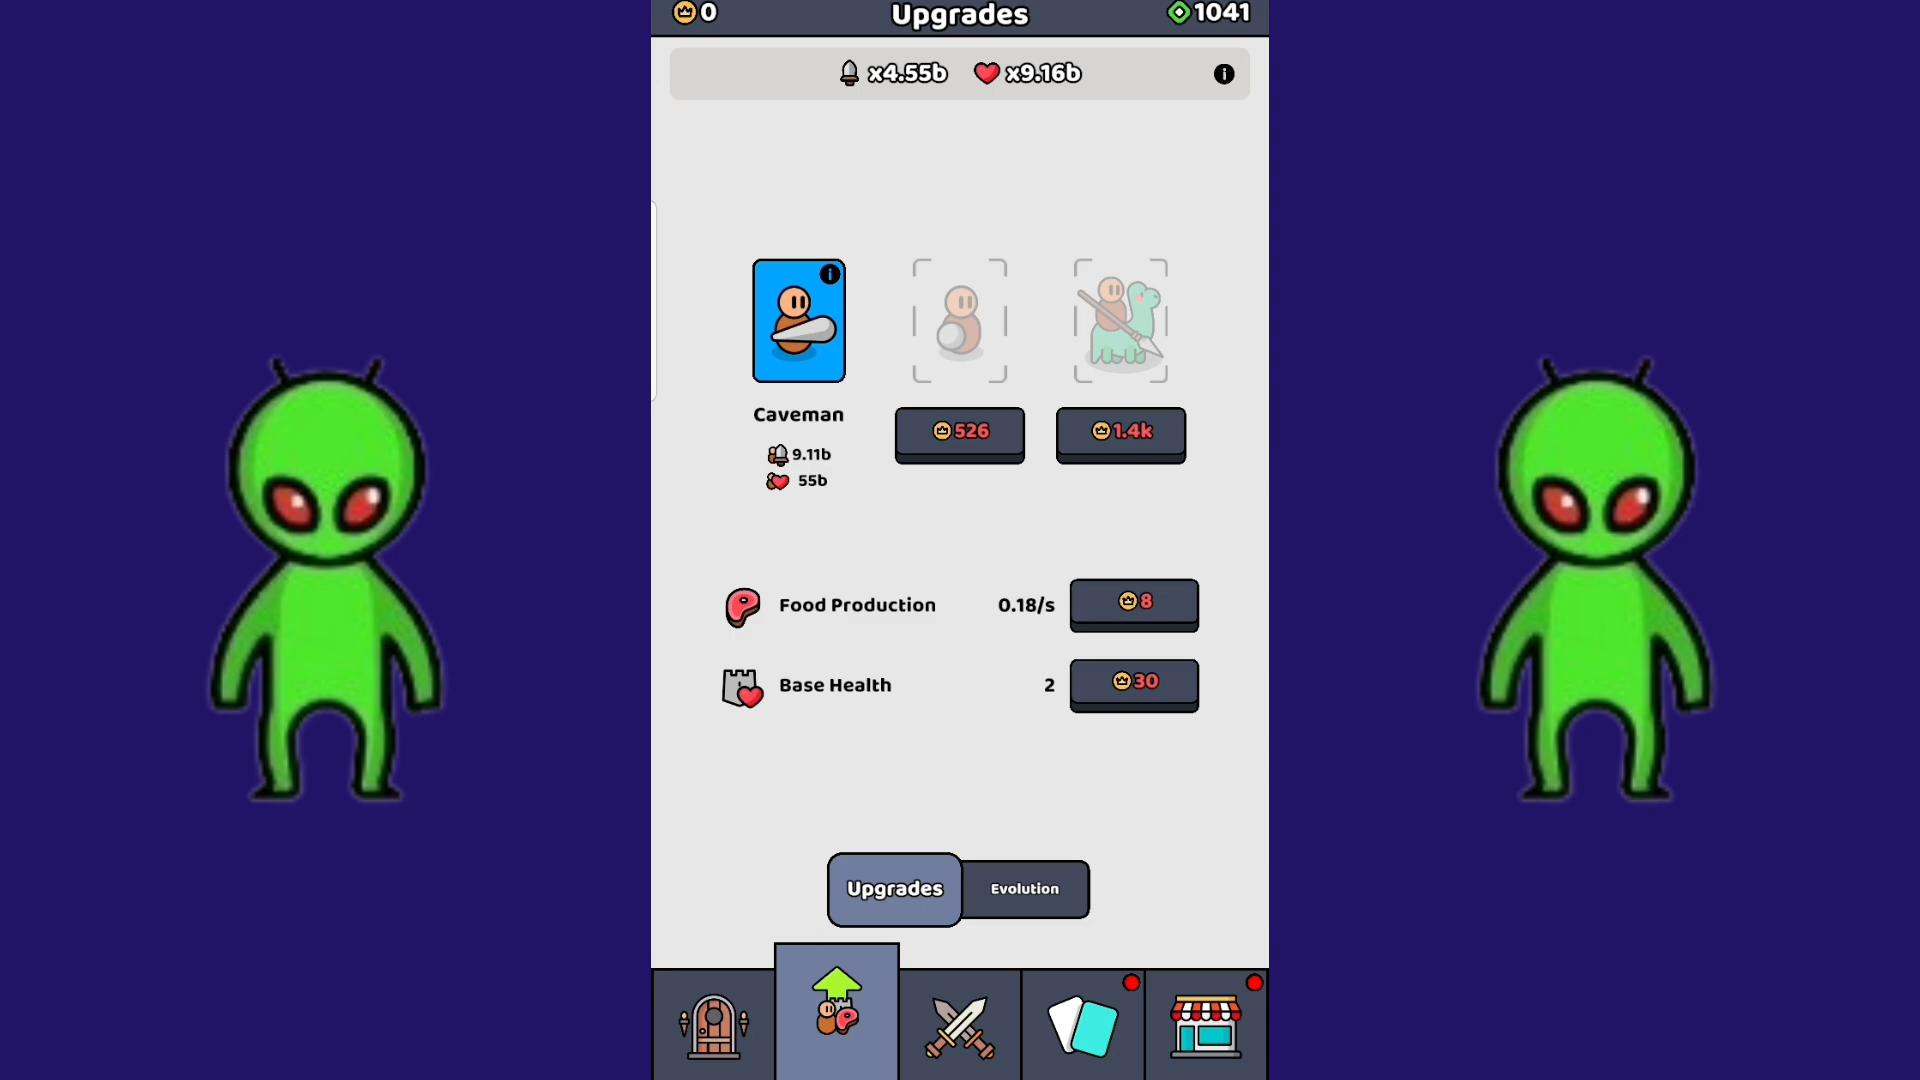 0 Upgrades 1041
x4.55b x9.16b i
i
Caveman
526 1.4k
9.11b
55b
Food Production 0.18/s 8
Base Health 2 30
Upgrades Evolution